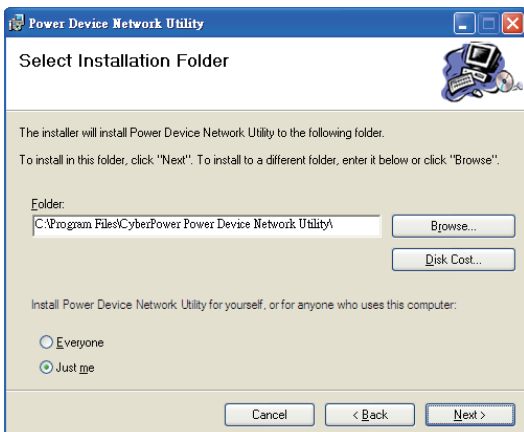 Power Device Network Utility
Select Installation Folder
The installer will install Power Device Network Utility to the following folder.
To install in this folder, click "Next". To install to a different folder, enter it below or click "Browse".
Folder:
C:\Program Files\CyberPower Power Device Network Utility\
Browse...
Disk Cost...
Install Power Device Network Utility for yourself, or for anyone who uses this computer:
Everyone
Just me
Cancel
< Back
Next >